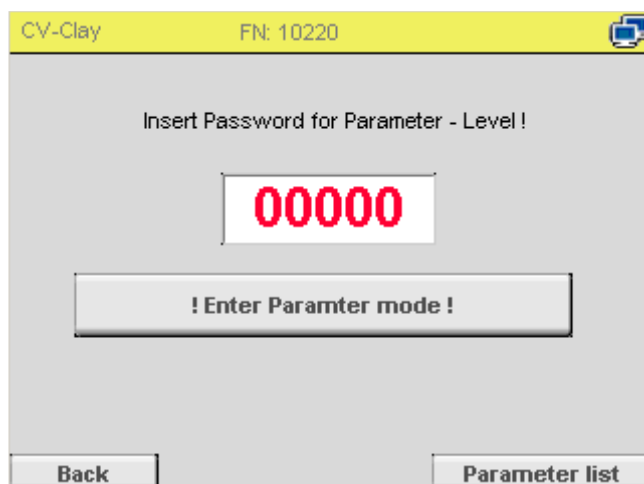 CV-Clay FN: 10220
Insert Password for Parameter - Level !
00000
! Enter Paramter mode !
Back Parameter list